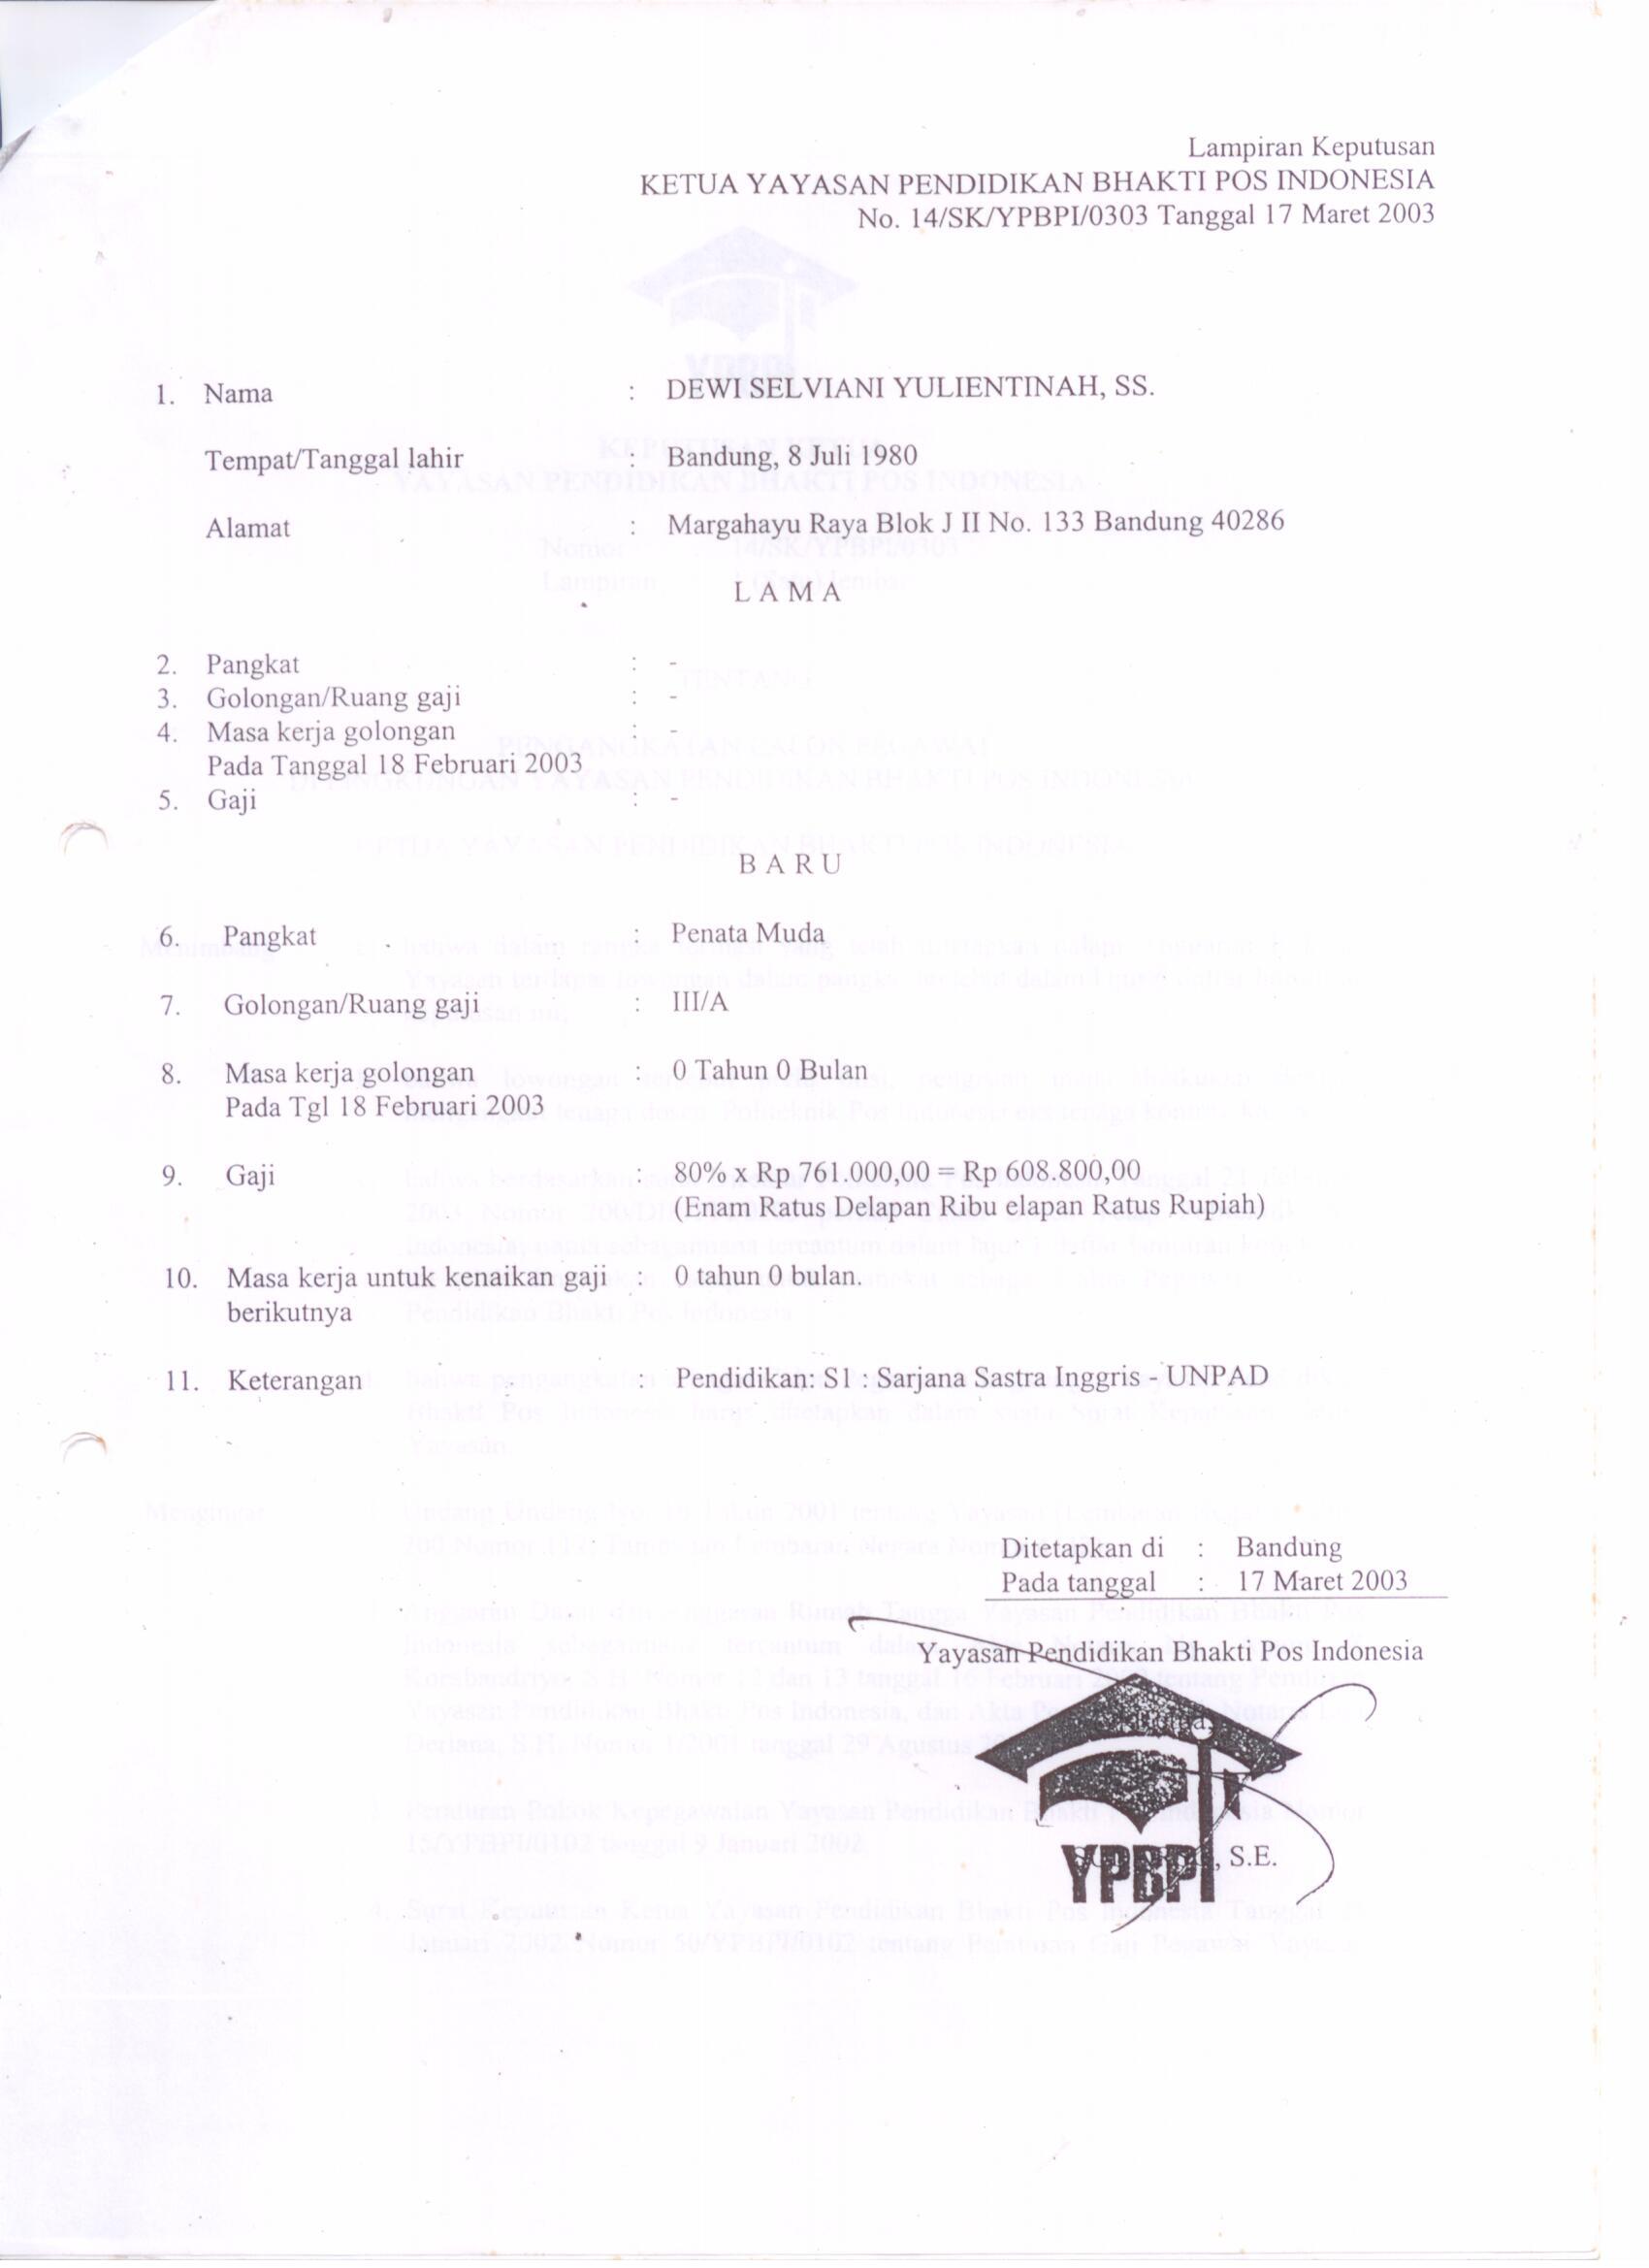 Lampiran Keputusan
KETUA YAYASAN PENDIDIKAN BHAKTI POS INDONESIA
No. 14/SK/YPBPI/0303 Tanggal 17 Maret 2003
1. Nama : DEWI SELVIANI YULIENTINAH, SS.
Tempat/Tanggal lahir : Bandung, 8 Juli 1980
Alamat : Margahayu Raya Blok J II No. 133 Bandung 40286
L A M A
2. Pangkat : -
3. Golongan/Ruang gaji : -
4. Masa kerja golongan : -
Pada Tanggal 18 Februari 2003
5. Gaji : -
B A R U
6. Pangkat : Penata Muda
7. Golongan/Ruang gaji : III/A
8. Masa kerja golongan : 0 Tahun 0 Bulan
Pada Tgl 18 Februari 2003
9. Gaji : 80% x Rp 761.000,00 = Rp 608.800,00
(Enam Ratus Delapan Ribu elapan Ratus Rupiah)
10. Masa kerja untuk kenaikan gaji : 0 tahun 0 bulan.
berikutnya
11. Keterangan : Pendidikan: S1 : Sarjana Sastra Inggris - UNPAD
Ditetapkan di : Bandung
Pada tanggal : 17 Maret 2003
Yayasan Pendidikan Bhakti Pos Indonesia
YPBPI
, S.E.